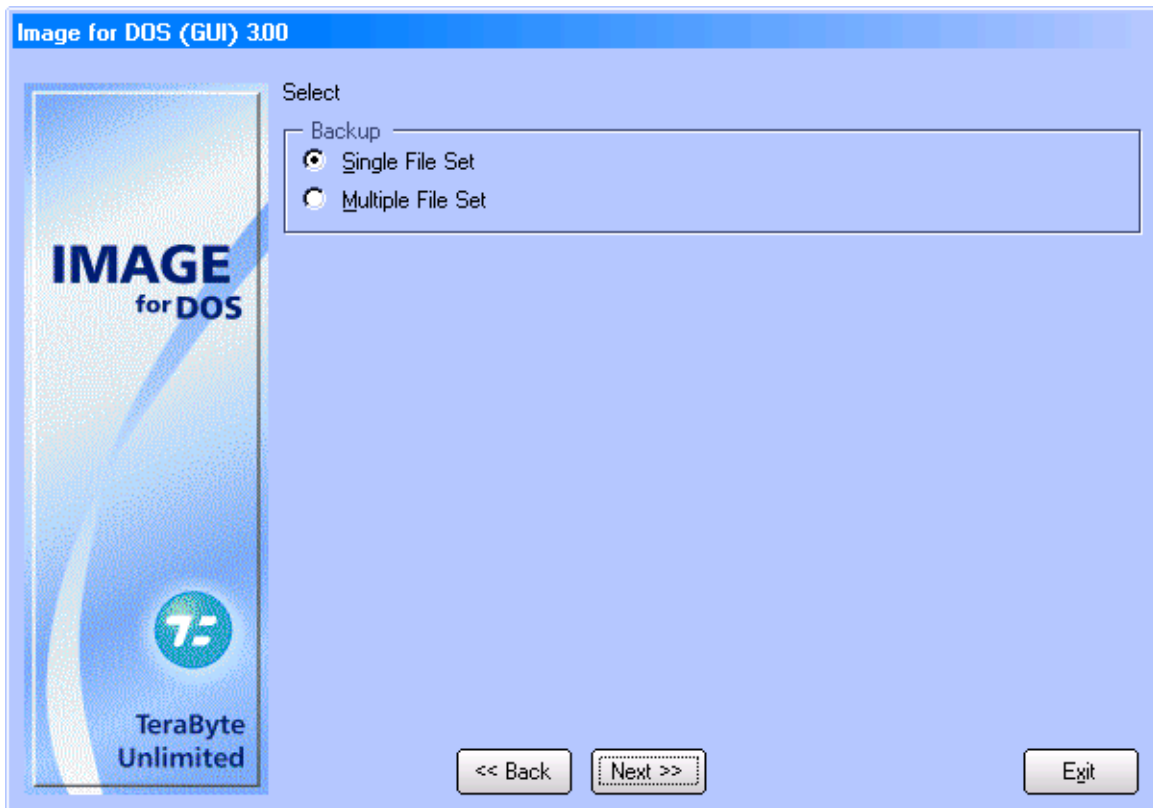 Image for DOS (GUI) 3.00
Select
Backup
Single File Set
Multiple File Set
IMAGE
for DOS
TeraByte
Unlimited
<< Back
Next >>
Exit